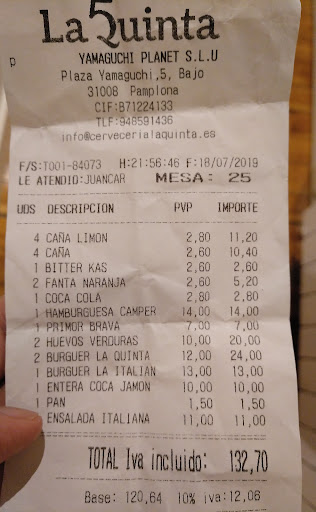 La Quinta
p
YAMAGUCHI PLANET S.L.U
Plaza Yamaguchi,5, Bajo
31008 Pamplona
CIF:B71224133
TLF:948591436
info@cervecerialaquinta.es
F/S:T001-84073 H:21:56:46 F:18/07/2019
LE ATENDIO:JUANCAR MESA: 25
UDS DESCRIPCION PVP IMPORTE
4 CAÑA LIMON 2,80 11,20
4 CAÑA 2,60 10,40
1 BITTER KAS 2,60 2,60
2 FANTA NARANJA 2,60 5,20
1 COCA COLA 2,80 2,80
1 HAMBURGUESA CAMPER 14,00 14,00
1 PRIMOR BRAVA 7,00 7,00
2 HUEVOS VERDURAS 10,00 20,00
2 BURGUER LA QUINTA 12,00 24,00
1 BURGUER LA ITALIAN 13,00 13,00
1 ENTERA COCA JAMON 10,00 10,00
1 PAN 1,50 1,50
ENSALADA ITALIANA 11,00 11,00
TOTAL Iva incluido: 132,70
Base: 120,64 10% iva:12,06